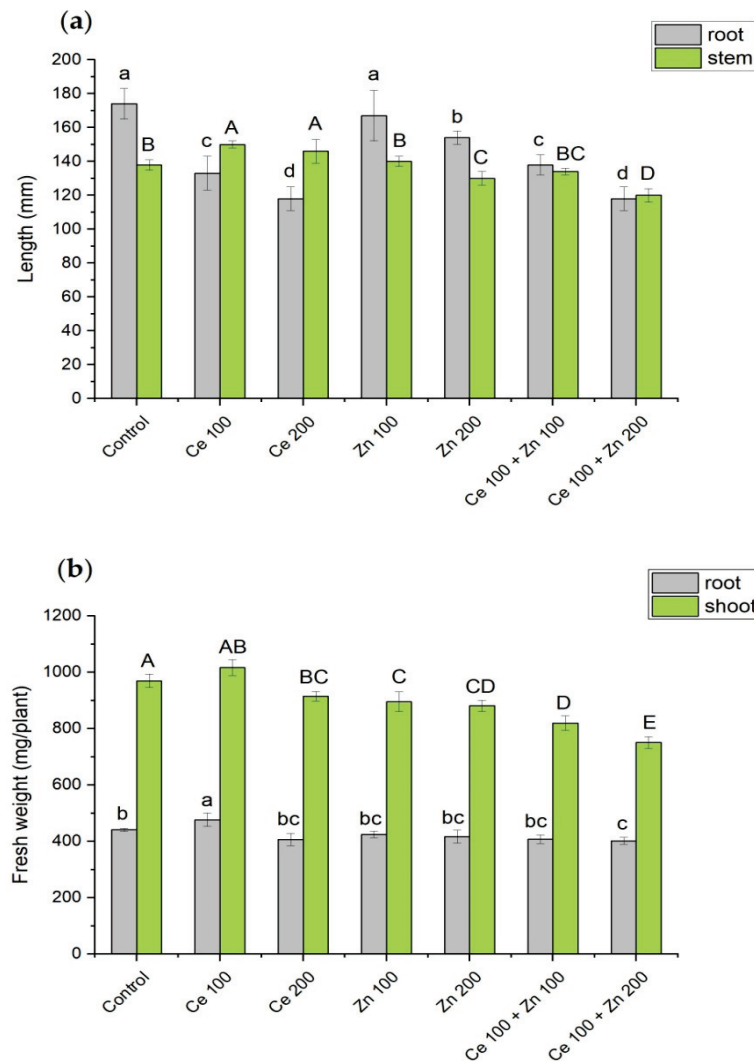 (a)
root
stem
200
180
160
140
120
100
80
60
40
20
0
Length (mm)
a
B
c
A
d
A
a
B
b
C
c
BC
d
D
Control
Ce 100
Ce 200
Zn 100
Zn 200
Ce 100 + Zn 100
Ce 100 + Zn 200
(b)
root
shoot
1200
1000
800
600
400
200
0
Fresh weight (mg/plant)
b
A
a
AB
bc
BC
bc
C
bc
CD
bc
D
c
E
Control
Ce 100
Ce 200
Zn 100
Zn 200
Ce 100 + Zn 100
Ce 100 + Zn 200